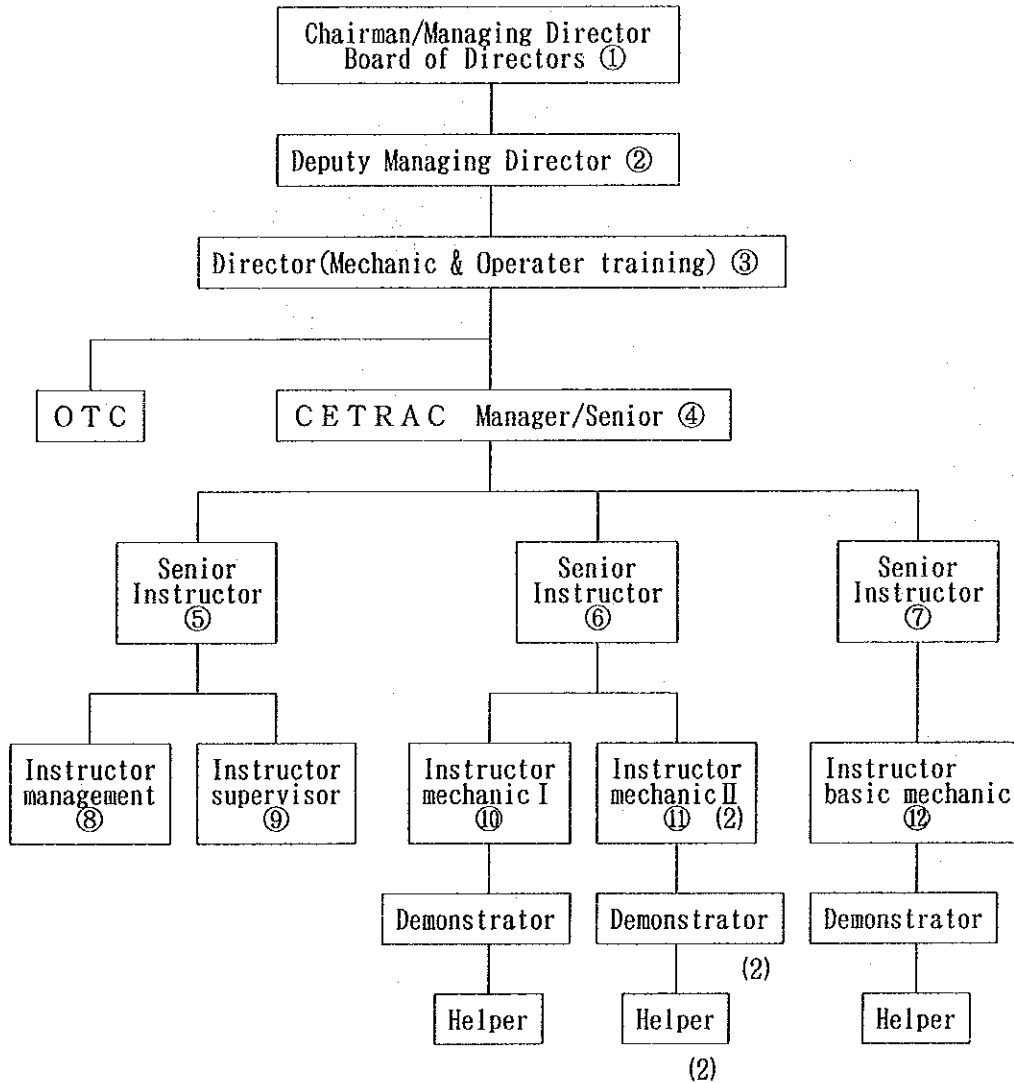 Chairman/Managing Director
Board of Directors ①
Deputy Managing Director ②
Director(Mechanic & Operater training) ③
OTC
CETRAC Manager/Senior ④
Senior
Instructor
⑤
Senior
Instructor
⑥
Senior
Instructor
⑦
Instructor
management
⑧
Instructor
supervisor
⑨
Instructor
mechanic Ⅰ
⑩
Instructor
mechanic Ⅱ
⑪ (2)
Instructor
basic mechanic
⑫
Demonstrator
Demonstrator
(2)
Demonstrator
Helper
Helper
(2)
Helper